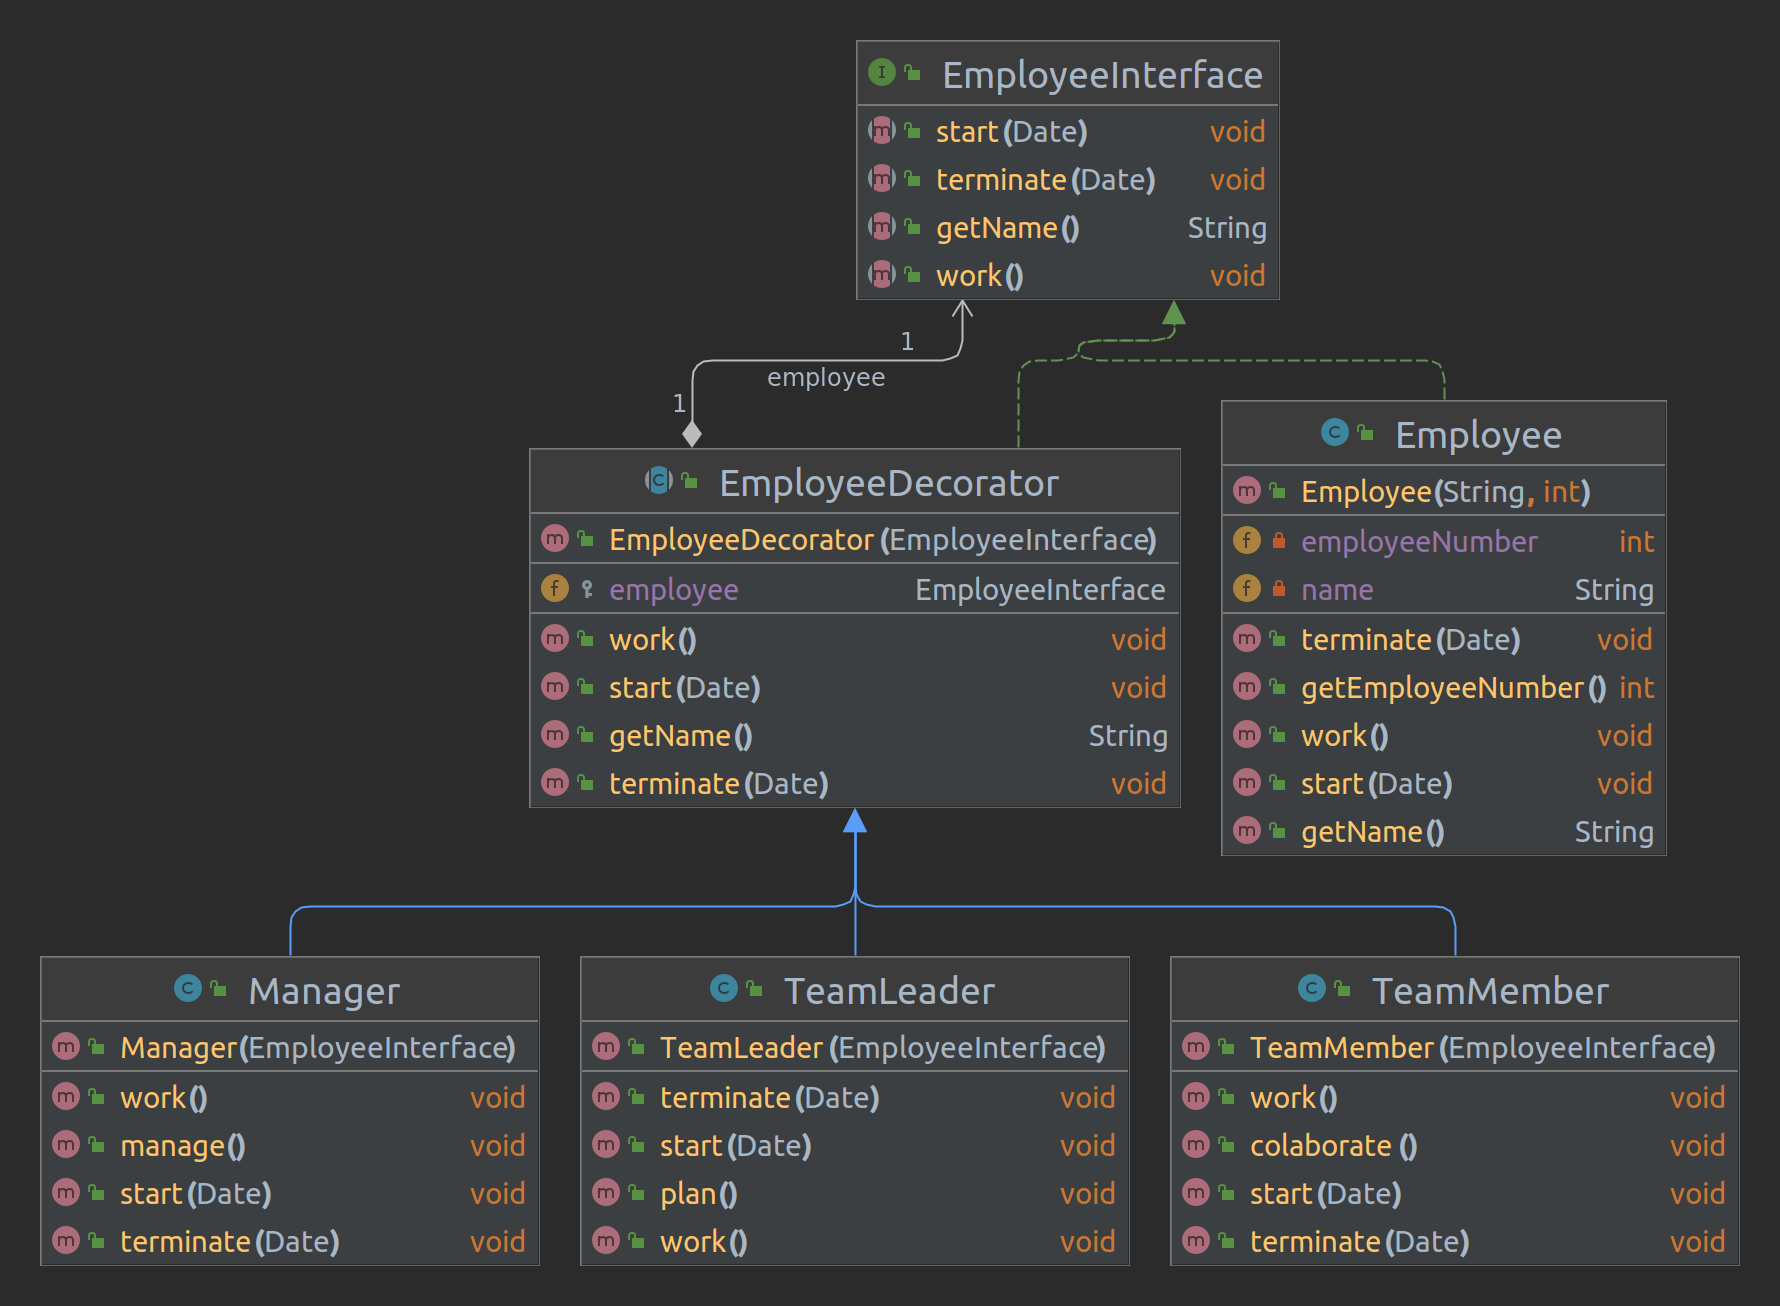 EmployeeInterface
start(Date) void
terminate(Date) void
getName() String
work() void
1
employee
1
EmployeeDecorator
EmployeeDecorator(EmployeeInterface)
employee EmployeeInterface
work() void
start(Date) void
getName() String
terminate(Date) void
Employee
Employee(String, int)
employeeNumber int
name String
terminate(Date) void
getEmployeeNumber() int
work() void
start(Date) void
getName() String
Manager
Manager(EmployeeInterface)
work() void
manage() void
start(Date) void
terminate(Date) void
TeamLeader
TeamLeader(EmployeeInterface)
terminate(Date) void
start(Date) void
plan() void
work() void
TeamMember
TeamMember(EmployeeInterface)
work() void
colaborate () void
start(Date) void
terminate(Date) void